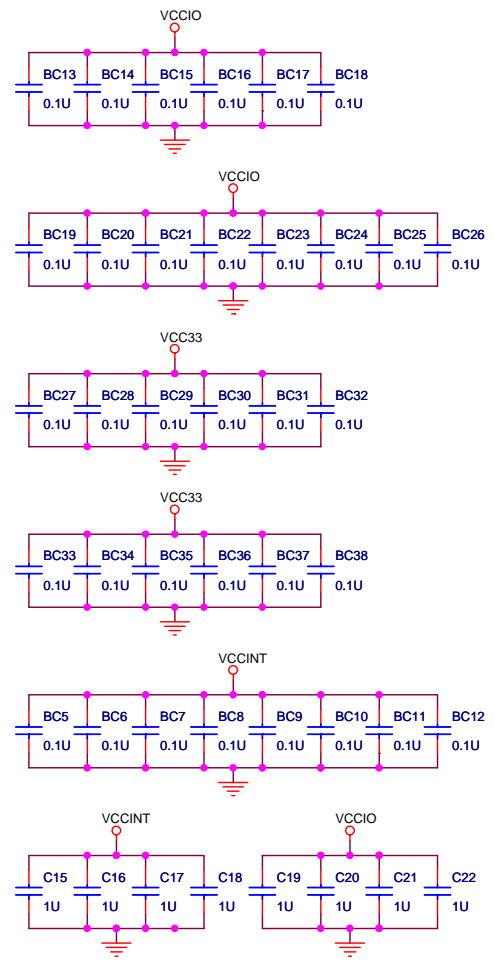 VCCIO
BC13 BC14 BC15 BC16 BC17 BC18
0.1U 0.1U 0.1U 0.1U 0.1U 0.1U
VCCIO
BC19 BC20 BC21 BC22 BC23 BC24 BC25 BC26
0.1U 0.1U 0.1U 0.1U 0.1U 0.1U 0.1U 0.1U
VCC33
BC27 BC28 BC29 BC30 BC31 BC32
0.1U 0.1U 0.1U 0.1U 0.1U 0.1U
VCC33
BC33 BC34 BC35 BC36 BC37 BC38
0.1U 0.1U 0.1U 0.1U 0.1U 0.1U
VCCINT
BC5 BC6 BC7 BC8 BC9 BC10 BC11 BC12
0.1U 0.1U 0.1U 0.1U 0.1U 0.1U 0.1U 0.1U
VCCINT VCCIO
C15 C16 C17 C18 C19 C20 C21 C22
1U 1U 1U 1U 1U 1U 1U 1U